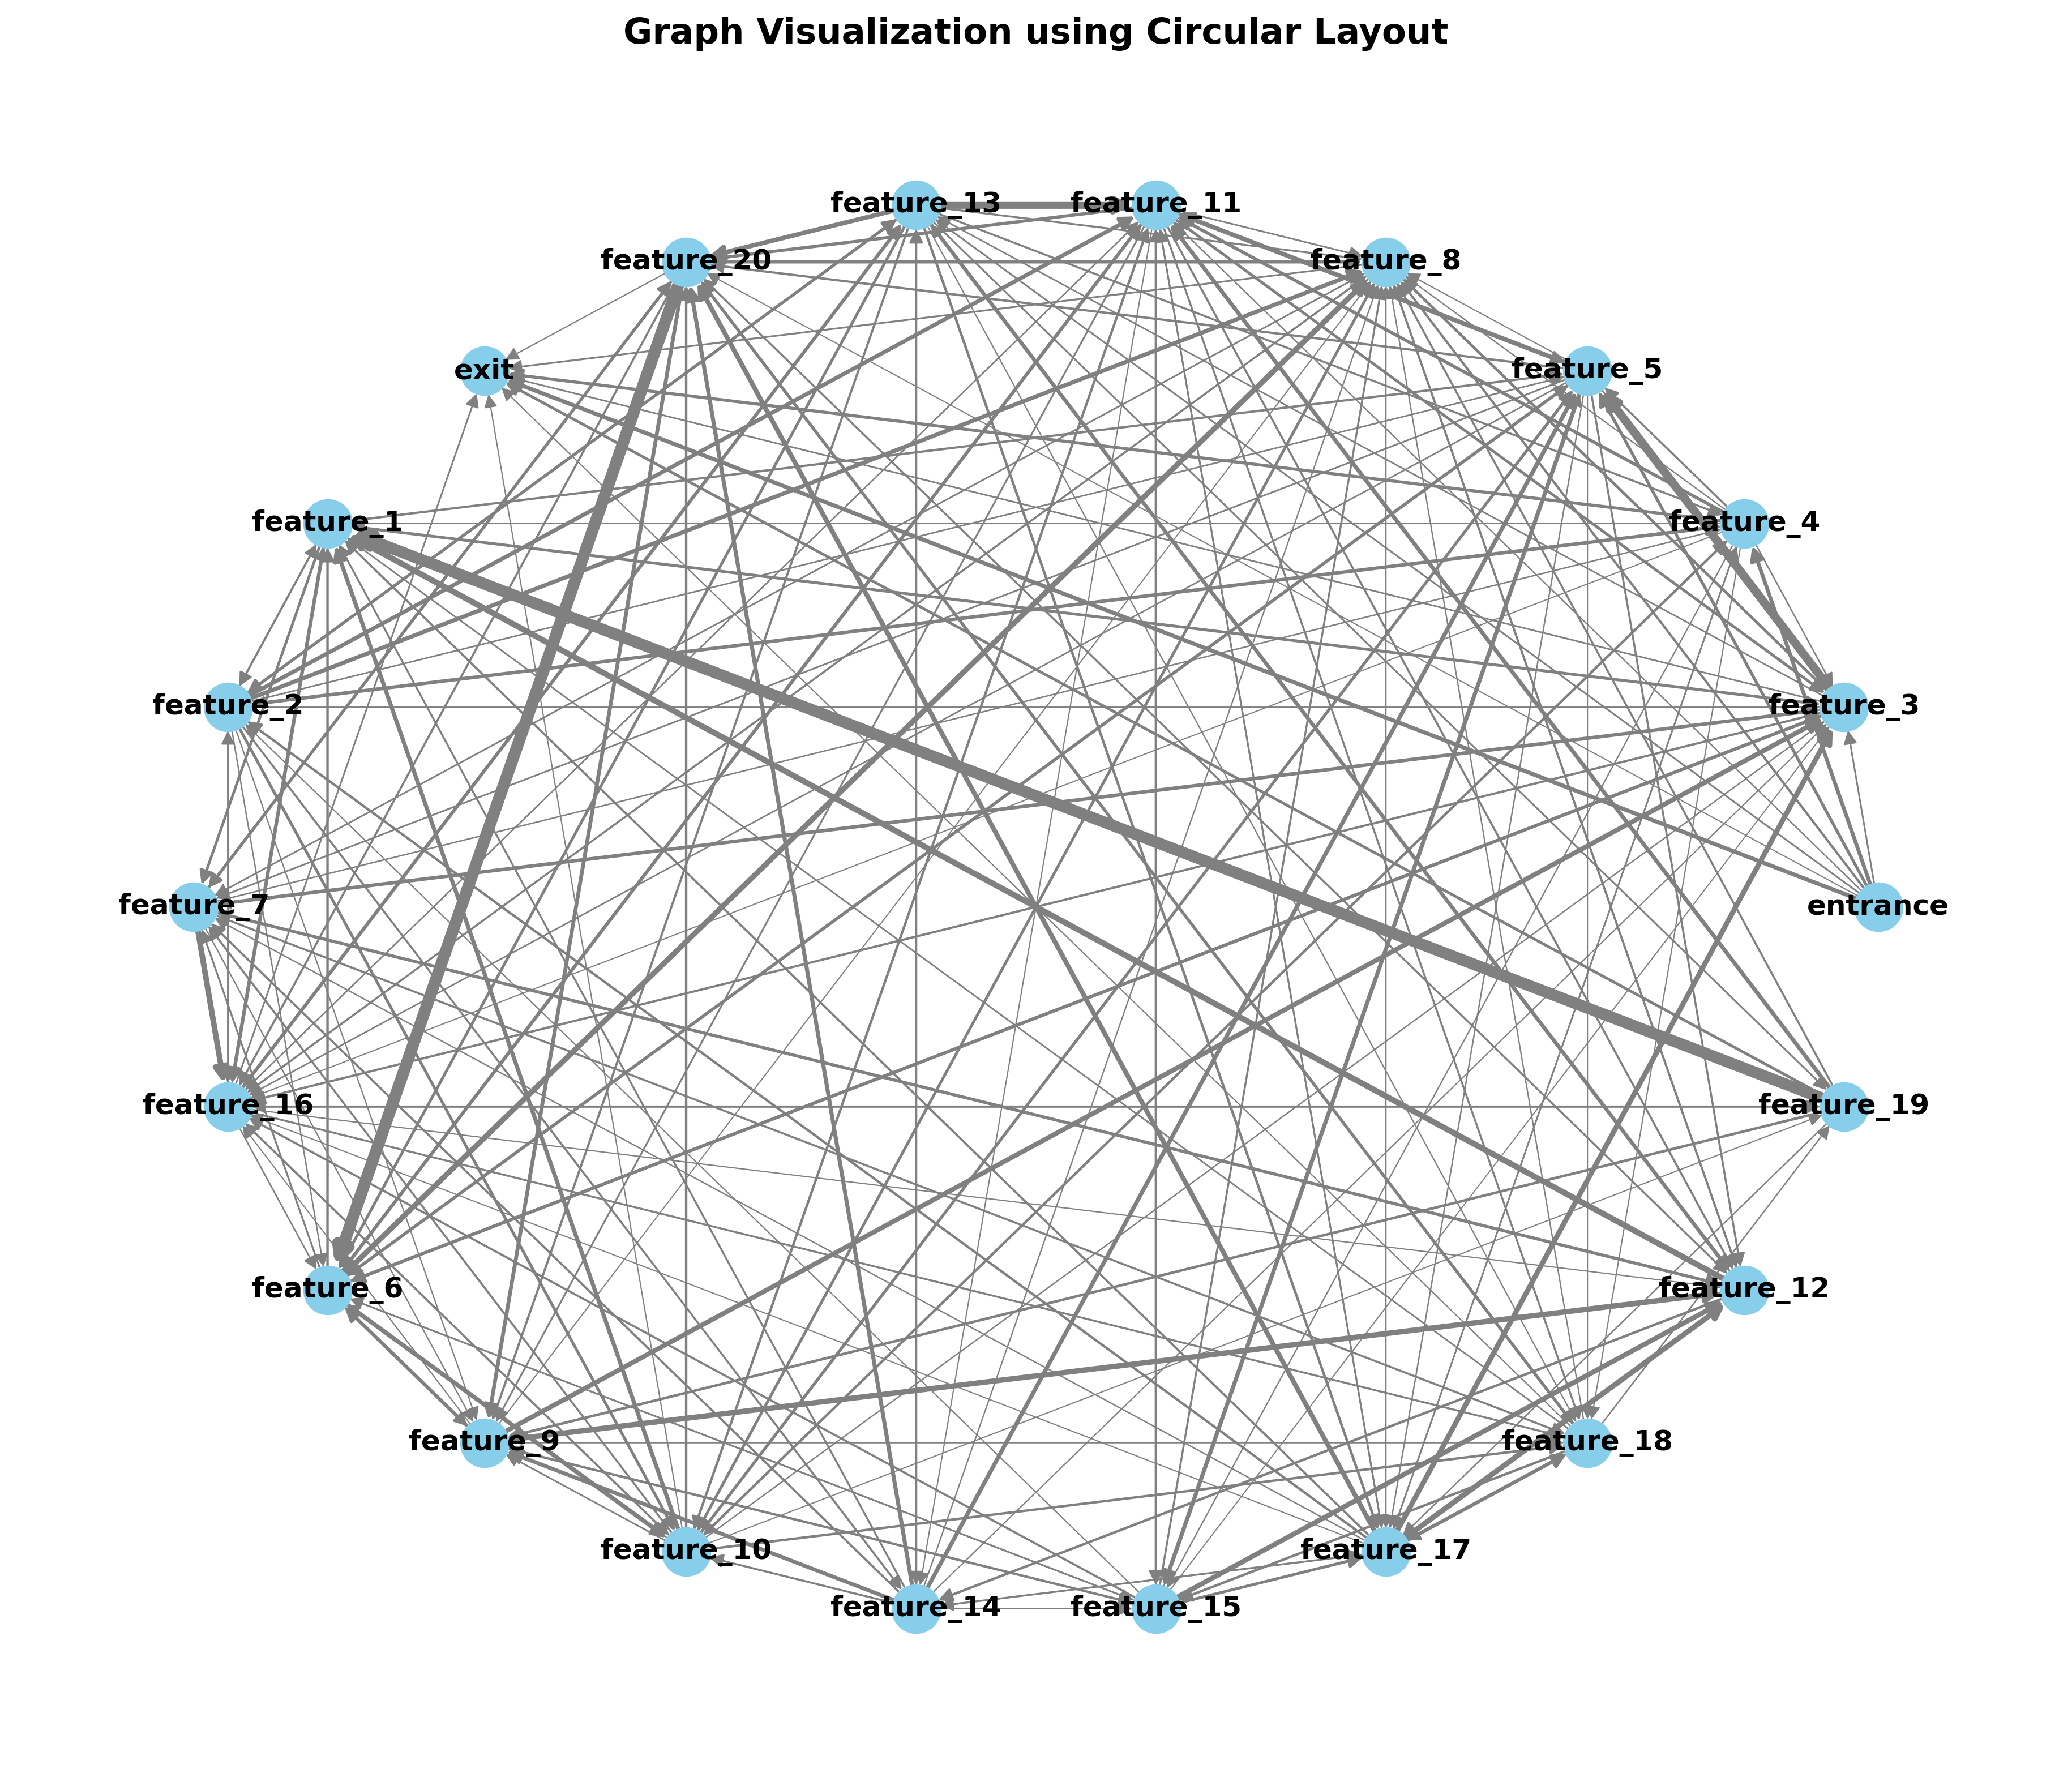 Graph Visualization using Circular Layout
feature_13
feature_11
feature_20
feature_8
exit
feature_5
feature_1
feature_4
feature_2
feature_3
feature_7
entrance
feature_16
feature_19
feature_6
feature_12
feature_9
feature_18
feature_10
feature_17
feature_14
feature_15